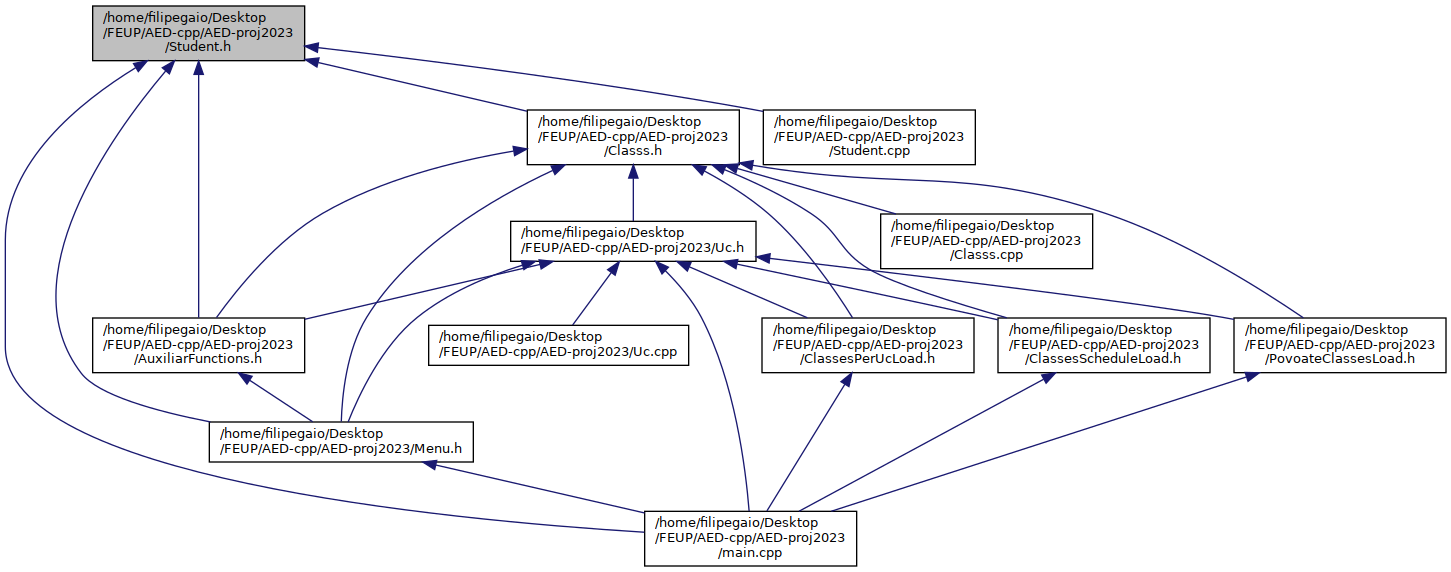 /home/filipegaio/Desktop
/FEUP/AED-cpp/AED-proj2023
/Student.h
/home/filipegaio/Desktop
/FEUP/AED-cpp/AED-proj2023
/Classs.h
/home/filipegaio/Desktop
/FEUP/AED-cpp/AED-proj2023
/Student.cpp
/home/filipegaio/Desktop
/FEUP/AED-cpp/AED-proj2023/Uc.h
/home/filipegaio/Desktop
/FEUP/AED-cpp/AED-proj2023
/Classs.cpp
/home/filipegaio/Desktop
/FEUP/AED-cpp/AED-proj2023
/AuxiliarFunctions.h
/home/filipegaio/Desktop
/FEUP/AED-cpp/AED-proj2023/Uc.cpp
/home/filipegaio/Desktop
/FEUP/AED-cpp/AED-proj2023
/ClassesPerUcLoad.h
/home/filipegaio/Desktop
/FEUP/AED-cpp/AED-proj2023
/ClassesScheduleLoad.h
/home/filipegaio/Desktop
/FEUP/AED-cpp/AED-proj2023
/PovoateClassesLoad.h
/home/filipegaio/Desktop
/FEUP/AED-cpp/AED-proj2023/Menu.h
/home/filipegaio/Desktop
/FEUP/AED-cpp/AED-proj2023
/main.cpp